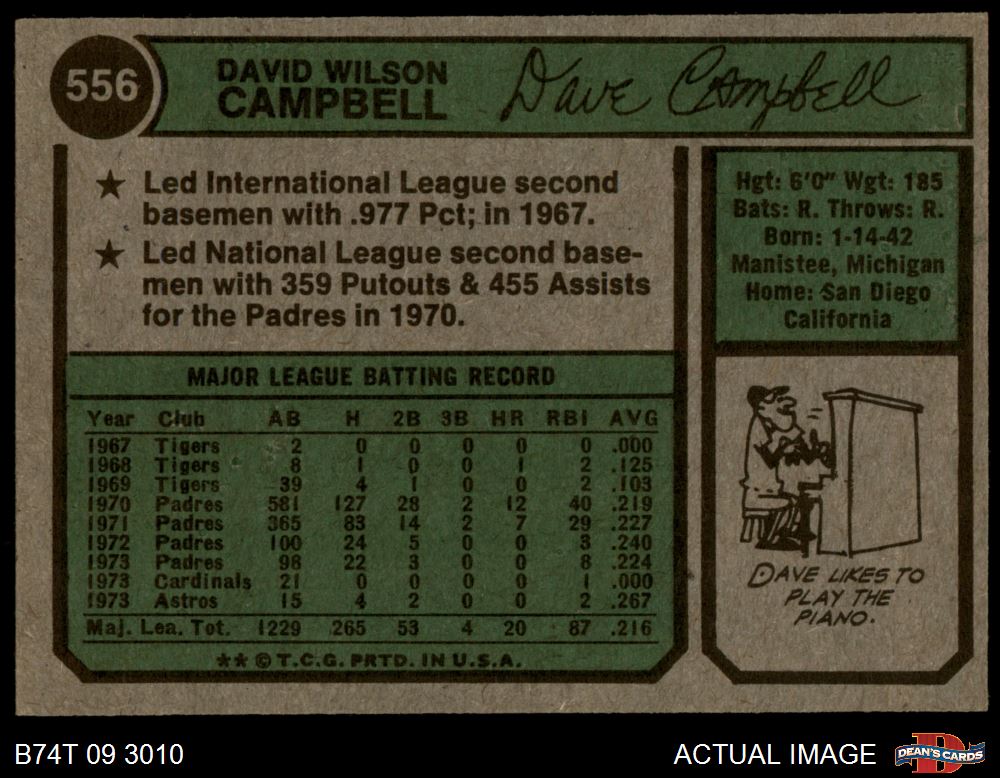 556
DAVID WILSON
CAMPBELL
Dave Campbell
★ Led International League second
basemen with .977 Pct; in 1967.
★ Led National League second base-
men with 359 Putouts & 455 Assists
for the Padres in 1970.
Hgt: 6'0" Wgt: 185
Bats: R. Throws: R.
Born: 1-14-42
Manistee, Michigan
Home: San Diego
California
MAJOR LEAGUE BATTING RECORD
Year Club AB H 2B 3B HR RBI AVG
1967 Tigers 2 0 0 0 0 0 .000
1968 Tigers 8 1 0 0 1 2 .125
1969 Tigers 39 4 1 0 0 2 .103
1970 Padres 581 127 28 2 12 40 .219
1971 Padres 365 83 14 2 7 29 .227
1972 Padres 100 24 5 0 0 3 .240
1973 Padres 98 22 3 0 0 8 .224
1973 Cardinals 21 0 0 0 0 1 .000
1973 Astros 15 4 2 0 0 2 .267
Maj. Lea. Tot. 1229 265 53 4 20 87 .216
★★ © T.C.G. PRTD. IN U.S.A.
DAVE LIKES TO
PLAY THE
PIANO.
B74T 09 3010
ACTUAL IMAGE
DEAN'S CARDS